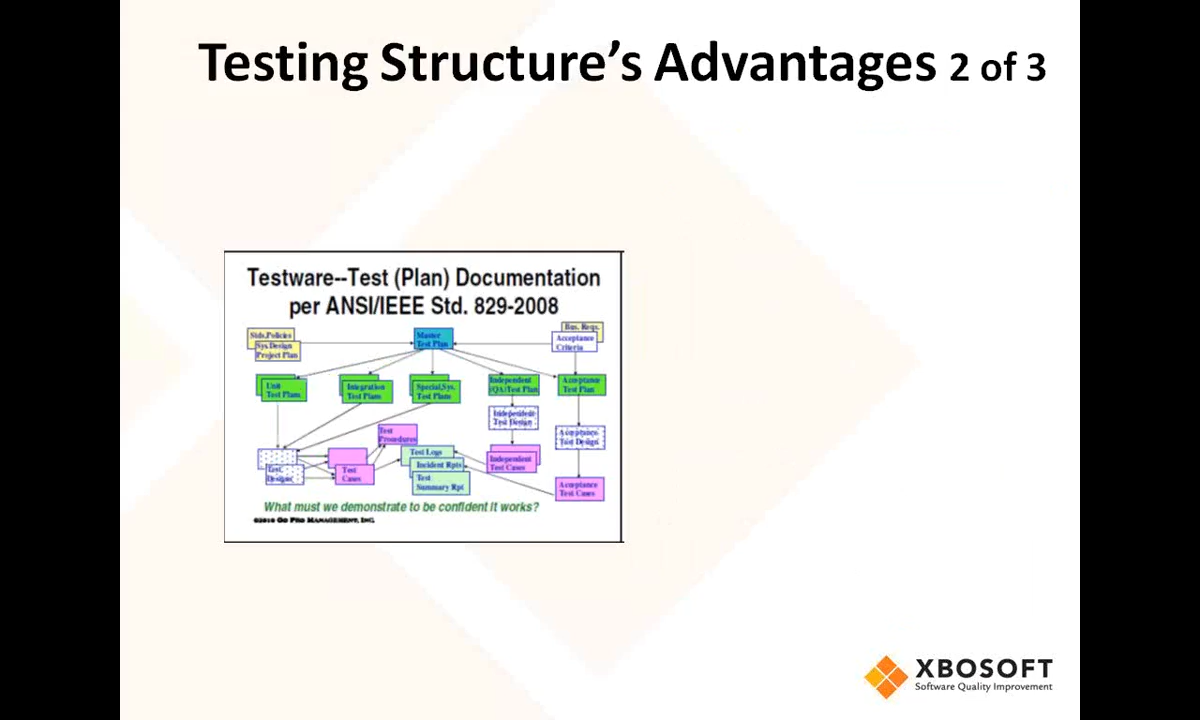 Testing Structure's Advantages 2 of 3
Testware--Test (Plan) Documentation
per ANSI/IEEE Std. 829-2008
Stds.Policies
Sys.Design
Project Plan
Master
Test Plan
Bus. Reqs.
Acceptance
Criteria
Unit
Test Plans
Integration
Test Plans
Special,Sys.
Test Plans
Independent
(QA)Test Plan
Acceptance
Test Plan
Independent
Test Design
Test
Procedures
Acceptance
Test Design
Test
Designs
Test
Cases
Test Logs
Incident Rpts
Test
Summary Rpt
Independent
Test Cases
Acceptance
Test Cases
What must we demonstrate to be confident it works?
©2010 Go Pro Management, Inc.
XBOSOFT
Software Quality Improvement